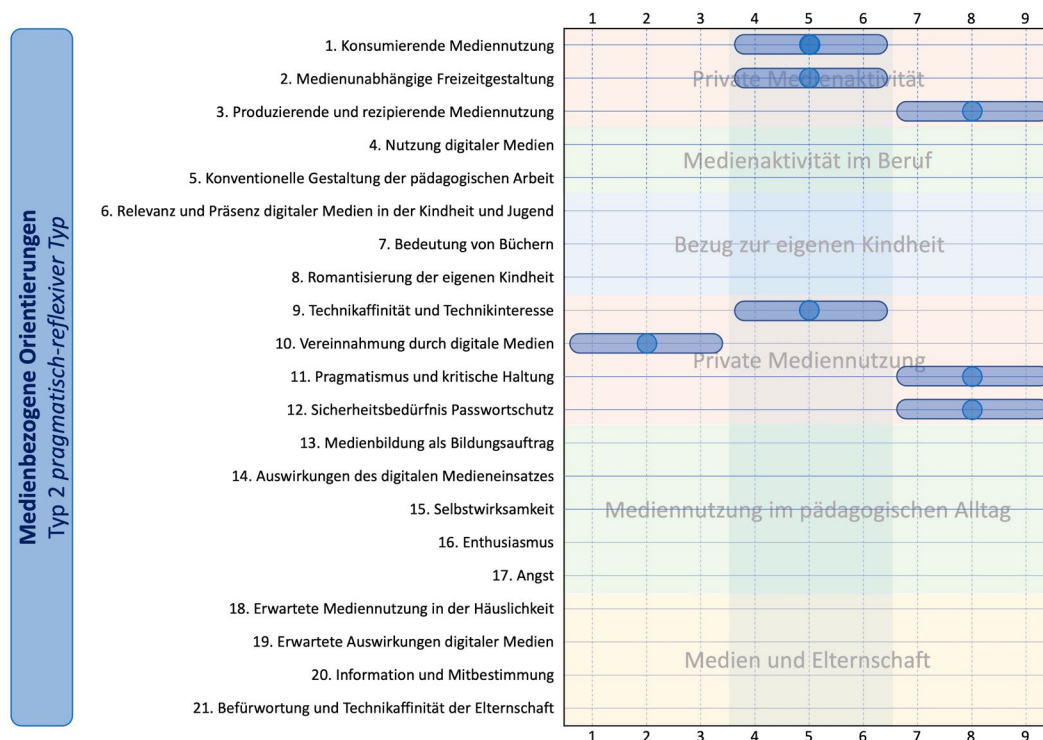 Medienbezogene Orientierungen
Typ 2 pragmatisch-reflexiver Typ
1 2 3 4 5 6 7 8 9
1. Konsumierende Mediennutzung
2. Medienunabhängige Freizeitgestaltung
3. Produzierende und rezipierende Mediennutzung
Private Medienaktivität
4. Nutzung digitaler Medien
5. Konventionelle Gestaltung der pädagogischen Arbeit
Medienaktivität im Beruf
6. Relevanz und Präsenz digitaler Medien in der Kindheit und Jugend
7. Bedeutung von Büchern
8. Romantisierung der eigenen Kindheit
Bezug zur eigenen Kindheit
9. Technikaffinität und Technikinteresse
10. Vereinnahmung durch digitale Medien
11. Pragmatismus und kritische Haltung
12. Sicherheitsbedürfnis Passwortschutz
Private Mediennutzung
13. Medienbildung als Bildungsauftrag
14. Auswirkungen des digitalen Medieneinsatzes
15. Selbstwirksamkeit
16. Enthusiasmus
17. Angst
Mediennutzung im pädagogischen Alltag
18. Erwartete Mediennutzung in der Häuslichkeit
19. Erwartete Auswirkungen digitaler Medien
20. Information und Mitbestimmung
21. Befürwortung und Technikaffinität der Elternschaft
Medien und Elternschaft
1 2 3 4 5 6 7 8 9